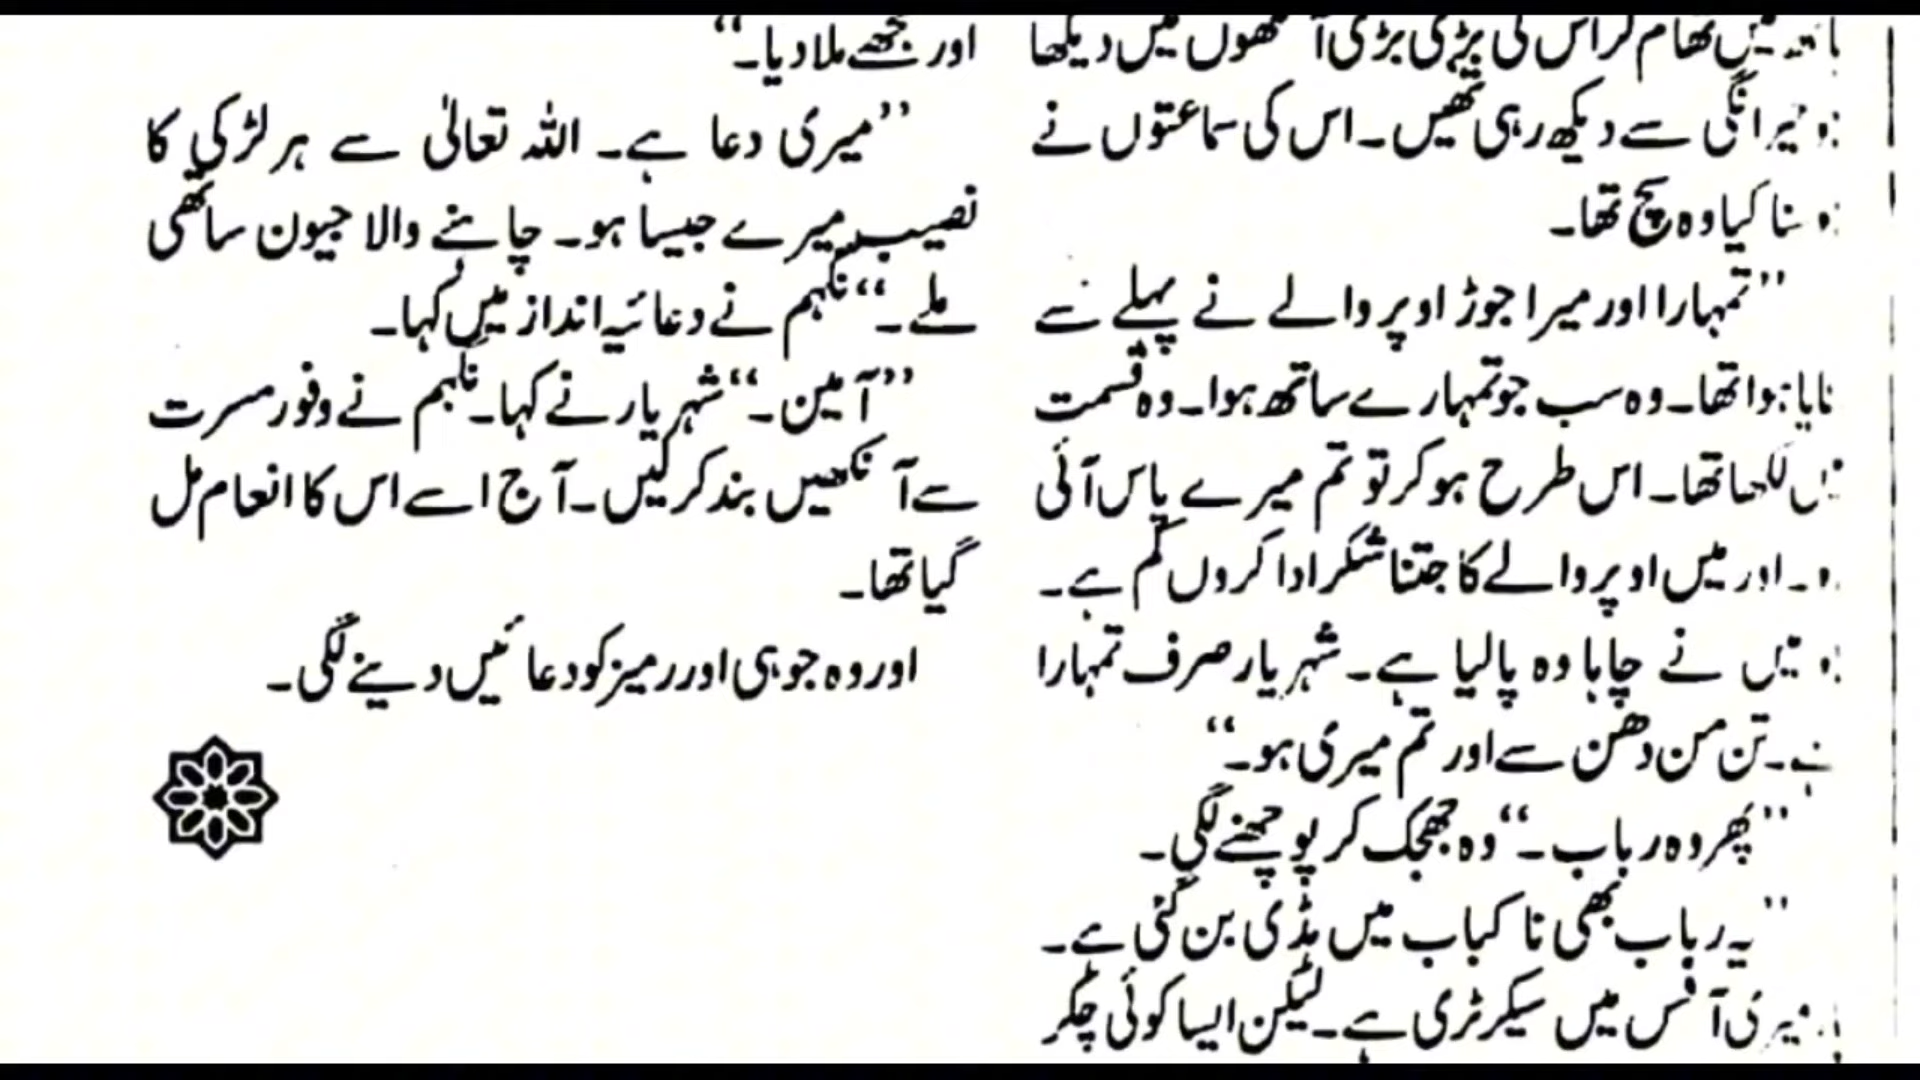 میں تھام کر اس کی بڑی بڑی آنکھوں میں دیکھا
حیرانگی سے دیکھ رہی تھیں۔ اس کی سماعتوں نے
سنا کیا وہ سچ تھا۔
’’تمہارا اور میرا جوڑ اوپر والے نے پہلے سے
ہوا تھا۔ وہ سب جو تمہارے ساتھ ہوا۔ وہ قسمت
لکھا تھا۔ اس طرح ہو کر تو تم میرے پاس آئی
۔ اور میں اوپر والے کا جتنا شکر ادا کروں کم ہے۔
میں نے چاہا وہ پا لیا ہے۔ شہریار صرف تمہارا
ہے۔ تن من دھن سے اور تم میری ہو۔‘‘
’’پھر وہ رباب۔‘‘ وہ جھجک کر پوچھنے لگی۔
’’یہ رباب بھی نا کباب میں ہڈی بن گئی ہے۔
میری آفس میں سیکرٹری ہے۔ لیکن ایسا کوئی چکر
اور مجھے ملا دیا۔‘‘
’’میری دعا ہے۔ اللہ تعالیٰ سے ہر لڑکی کا
نصیب میرے جیسا ہو۔ چاہنے والا جیون ساتھی
ملے۔‘‘ نگہم نے دعائیہ انداز میں کہا۔
’’آمین۔‘‘ شہریار نے کہا۔ نگہم نے وفور مسرت
سے آنکھیں بند کر لیں۔ آج اسے اس کا انعام مل
گیا تھا۔
اور وہ جوہی اور رمیز کو دعائیں دینے لگی۔